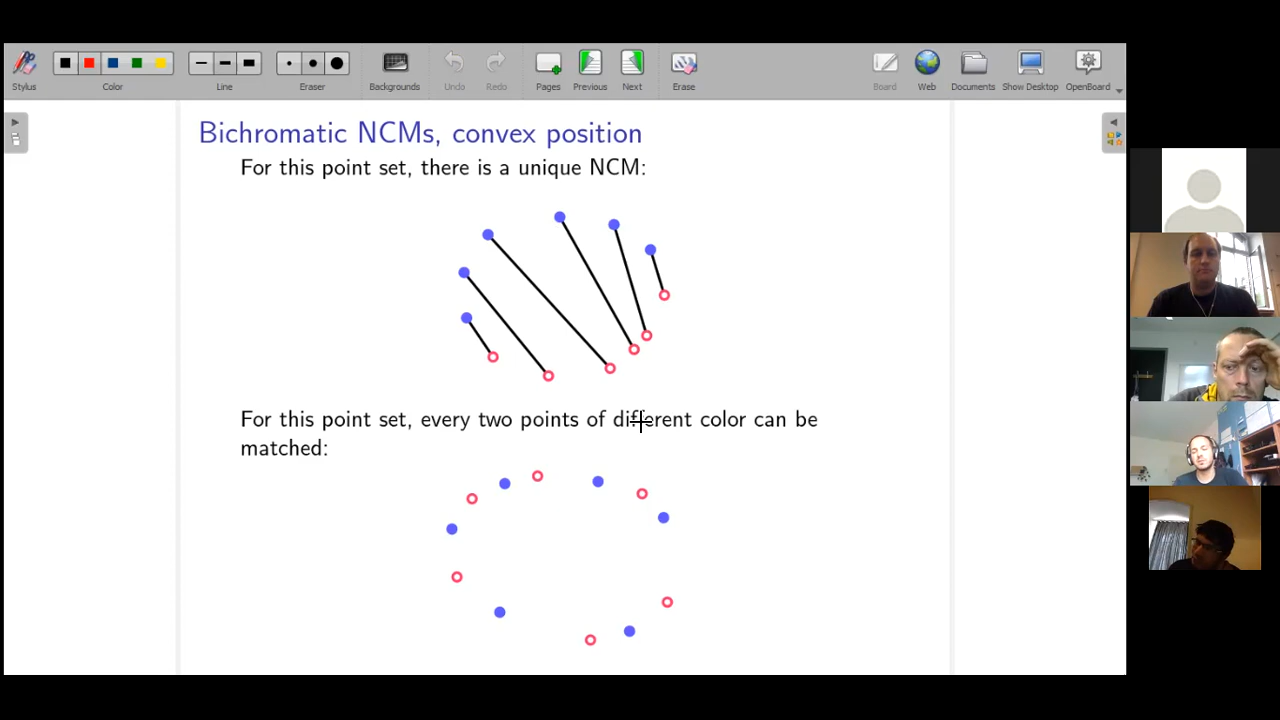 Stylus
Color
Line
Eraser
Backgrounds
Undo
Redo
Pages
Previous
Next
Erase
Board
Web
Documents
Show Desktop
OpenBoard
Bichromatic NCMs, convex position
For this point set, there is a unique NCM:
For this point set, every two points of different color can be
matched: